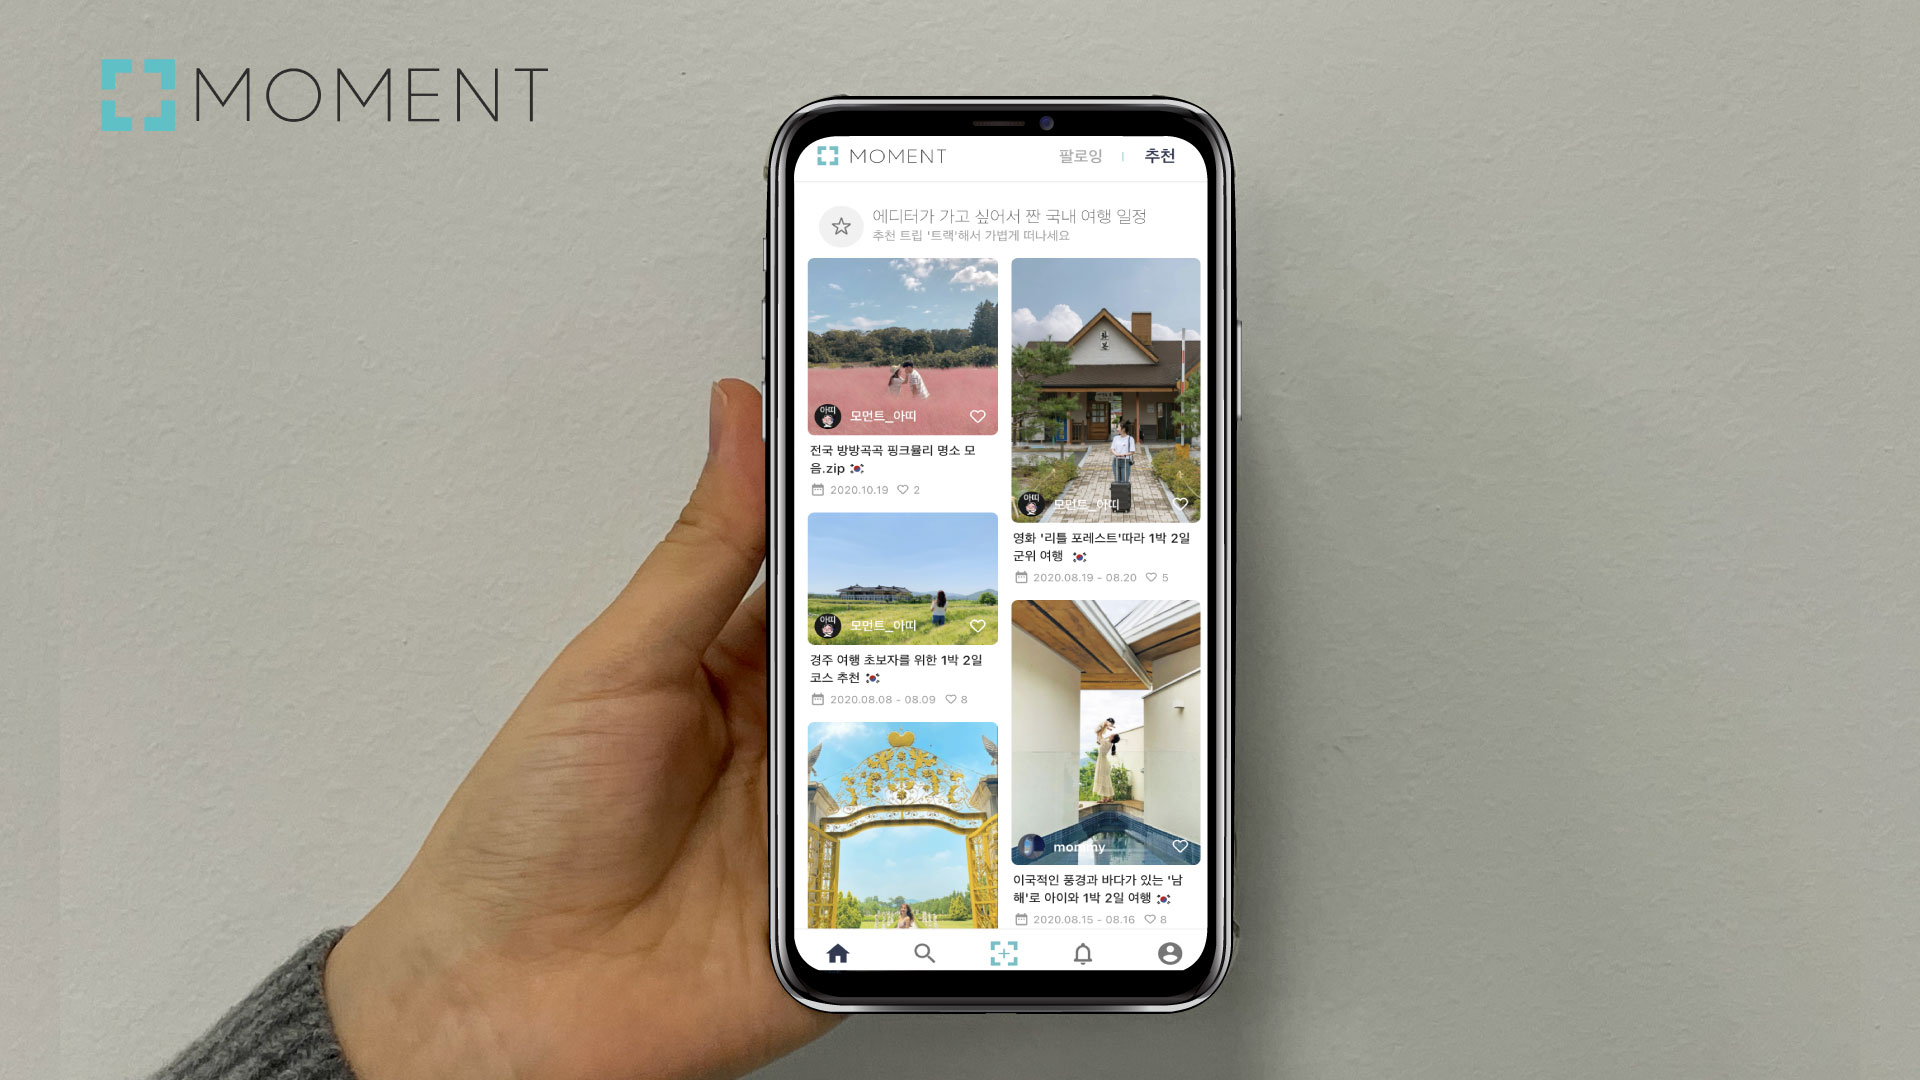 MOMENT
MOMENT
팔로잉 | 추천
에디터가 가고 싶어서 짠 국내 여행 일정
추천 트립 '트랙'해서 가볍게 떠나세요
아띠
모먼트_아띠
전국 방방곡곡 핑크뮬리 명소 모
음.zip 🇰🇷
2020.10.19 2
아띠
모먼트_아띠
경주 여행 초보자를 위한 1박 2일
코스 추천 🇰🇷
2020.08.08 - 08.09 8
화본
아띠
모먼트_아띠
영화 '리틀 포레스트'따라 1박 2일
군위 여행 🇰🇷
2020.08.19 - 08.20 5
mommy
이국적인 풍경과 바다가 있는 '남
해'로 아이와 1박 2일 여행 🇰🇷
2020.08.15 - 08.16 8